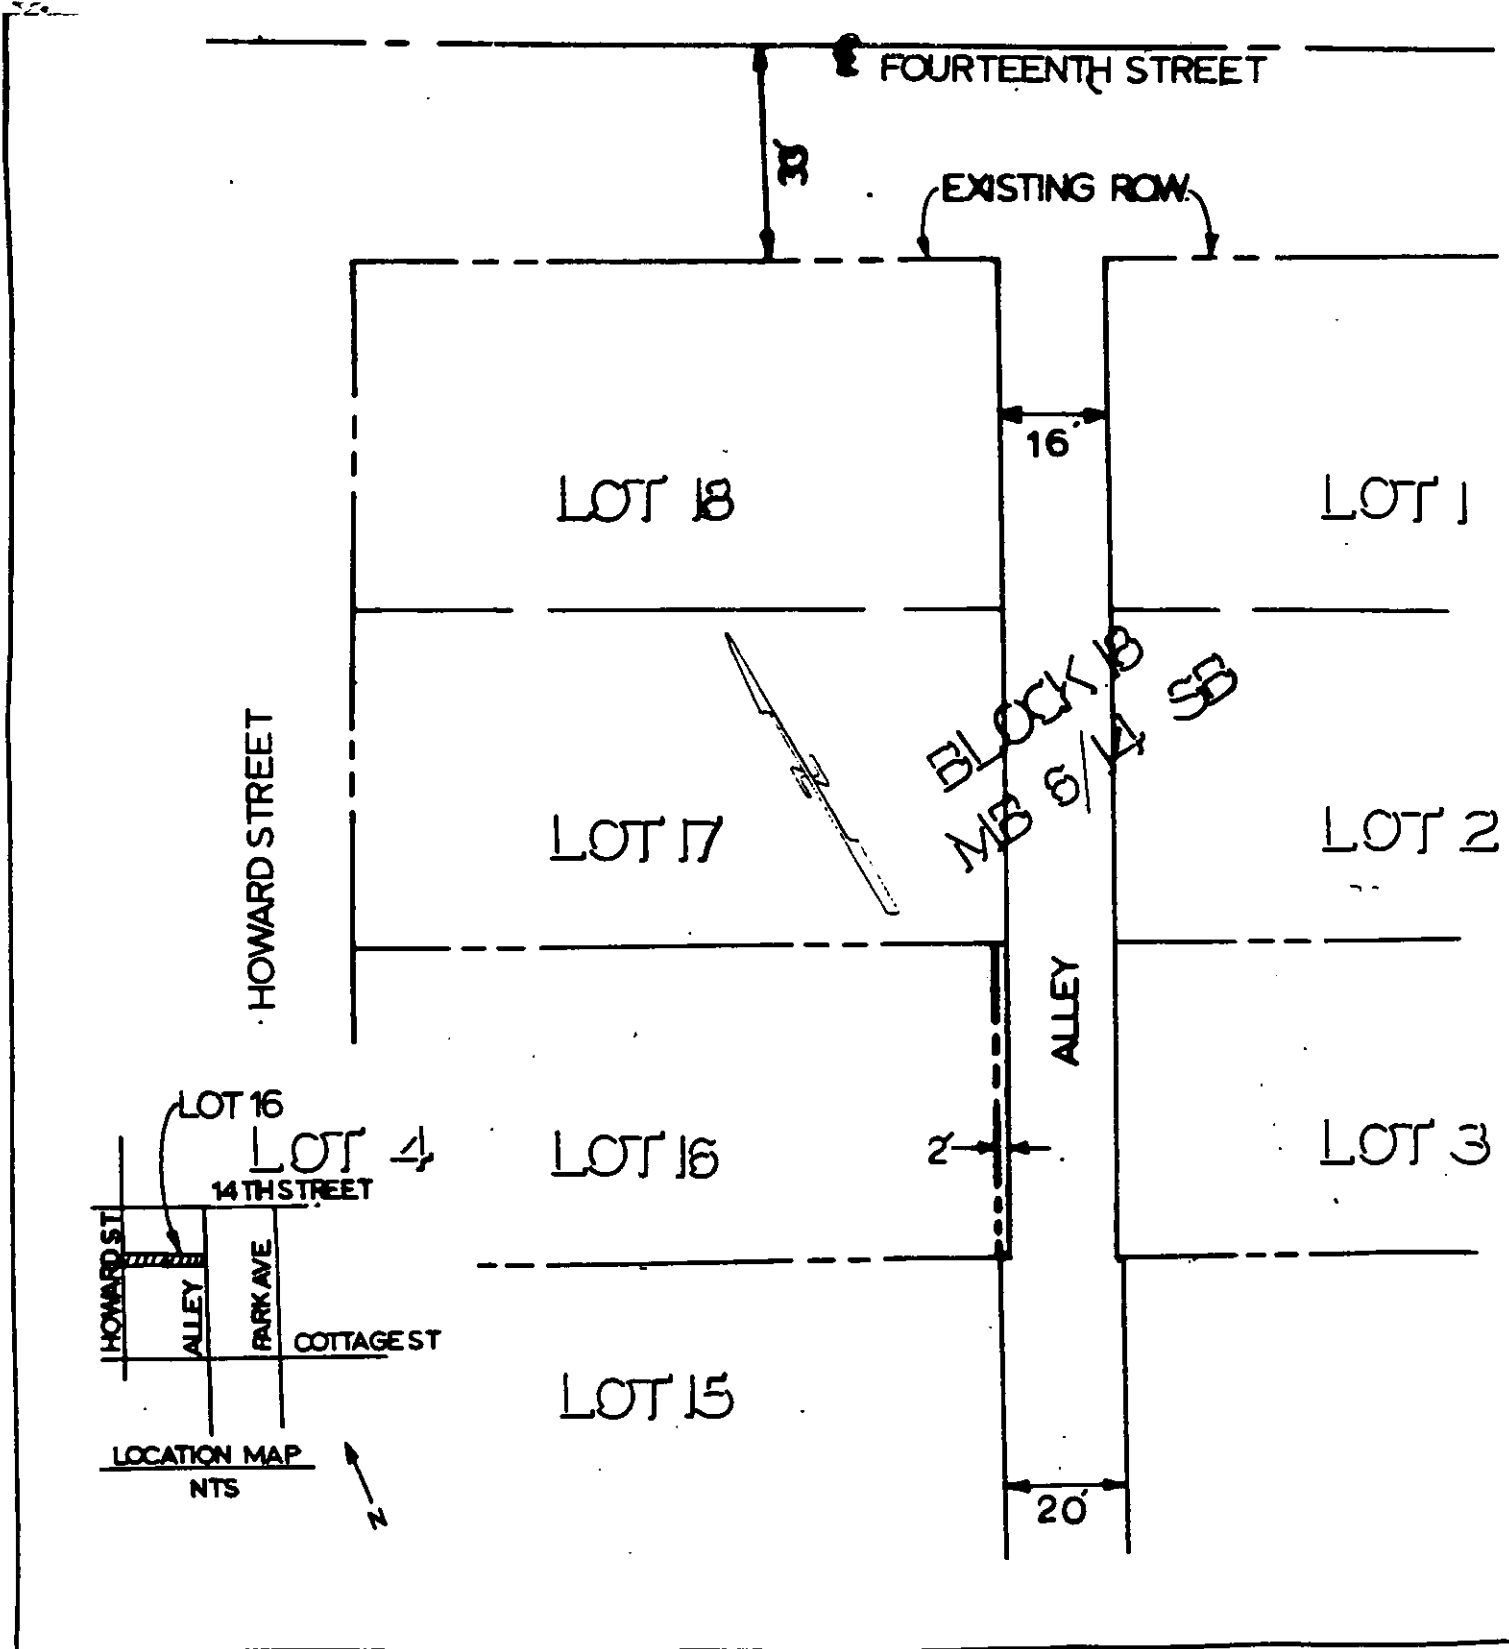 FOURTEENTH STREET
EXISTING ROW.
16'
LOT 18
LOT 1
BLOCK 18
MB 6/14 SB
HOWARD STREET
LOT 17
LOT 2
ALLEY
LOT 16
LOT 4
LOT 16
2'
LOT 3
14TH STREET
HOWARD ST
ALLEY
PARK AVE.
COTTAGE ST
LOT 15
LOCATION MAP
NTS
N
20'